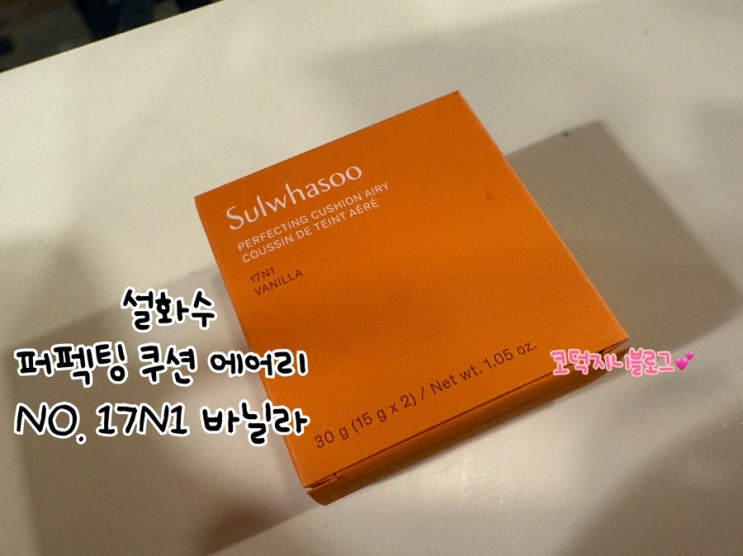 Sulwhasoo
PERFECTING CUSHION AIRY
COUSSIN DE TEINT AÉRÉ
17N1
VANILLA
30 g (15 g x 2) / Net wt. 1.05 oz.
설화수
퍼펙팅 쿠션 에어리
NO. 17N1 바닐라
코덕지니블로그💕